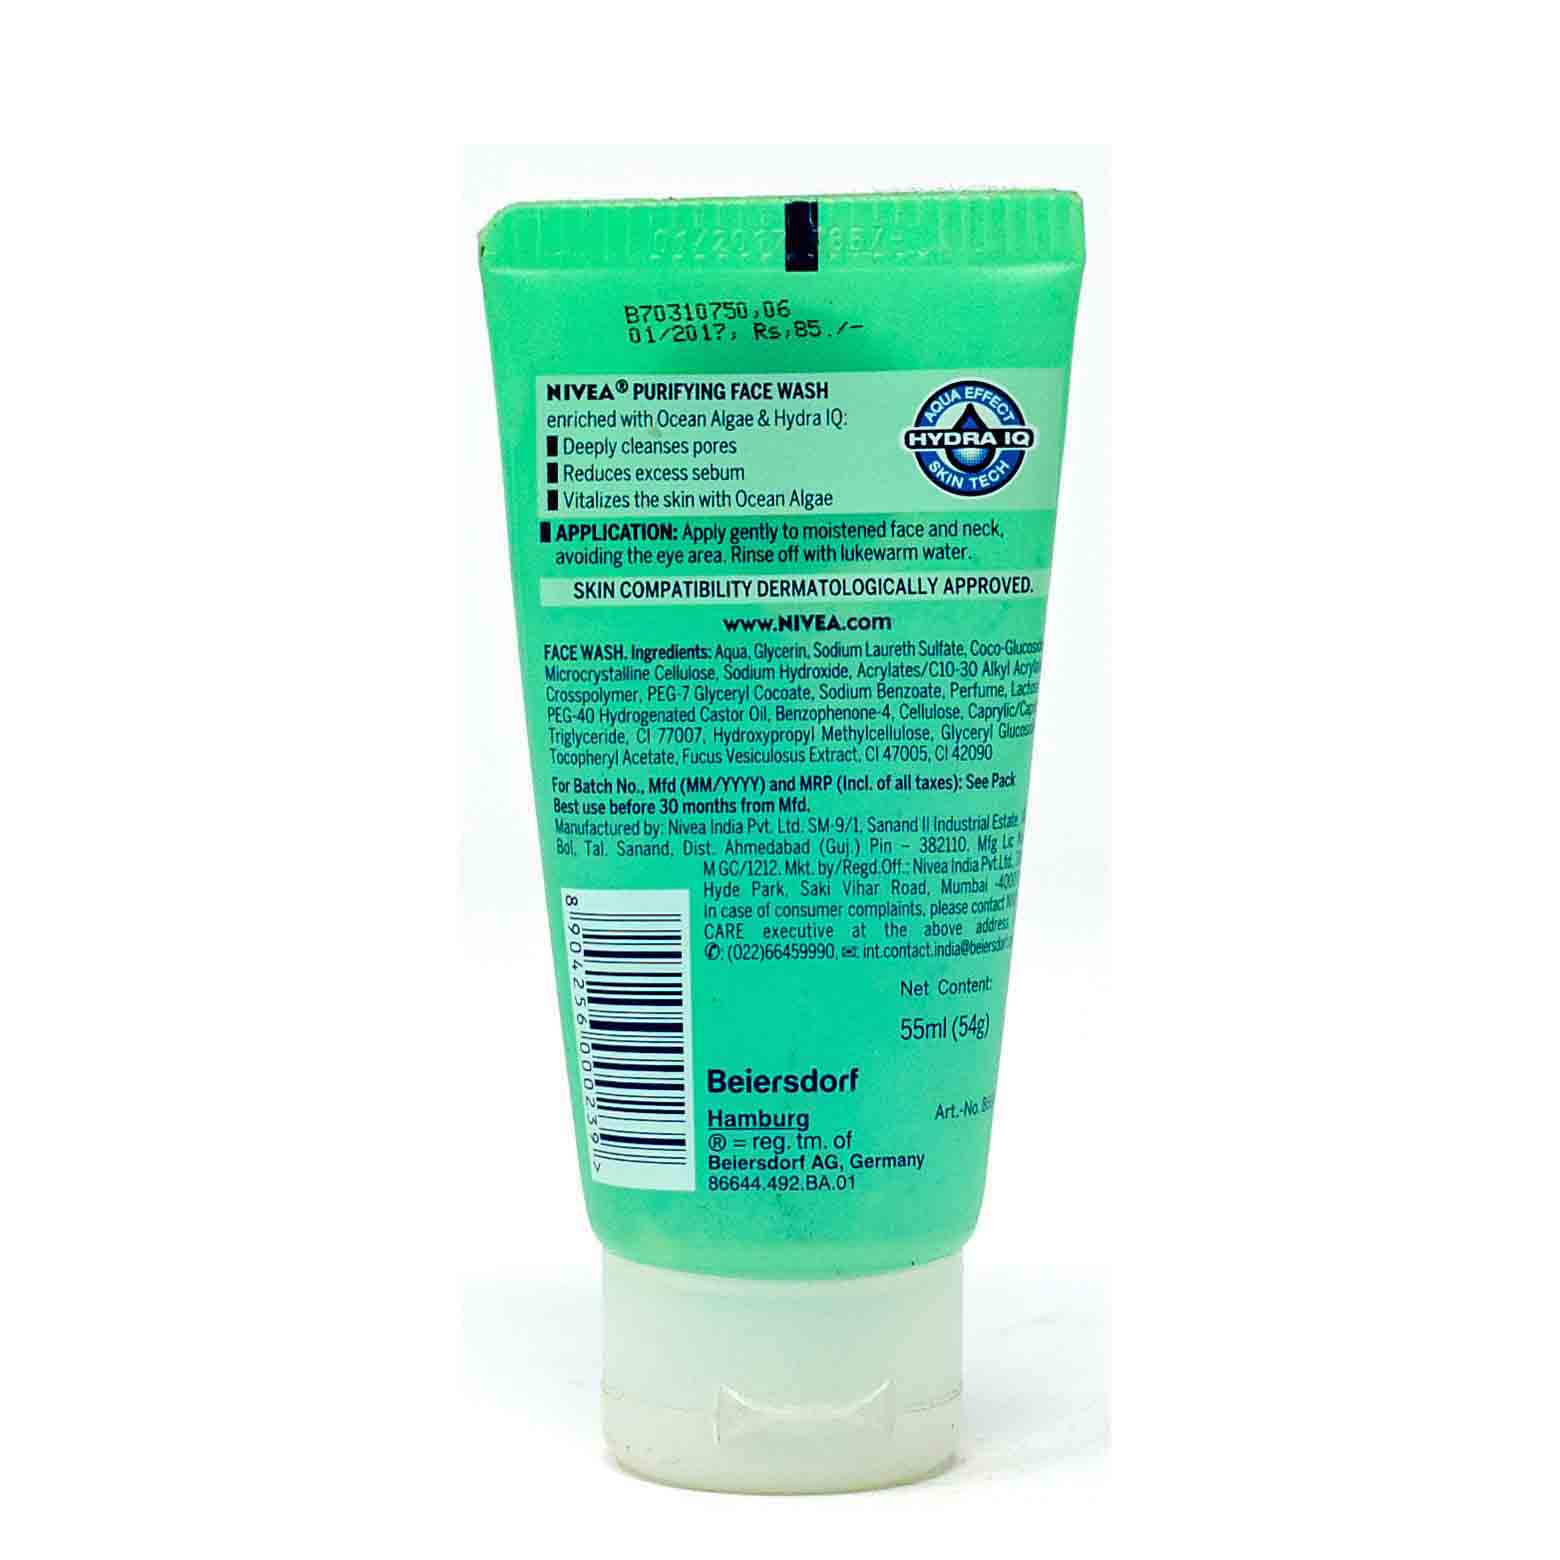 01/2017
B70310750,06
01/2017, Rs,85./-
NIVEA® PURIFYING FACE WASH
enriched with Ocean Algae & Hydra IQ:
Deeply cleanses pores
Reduces excess sebum
Vitalizes the skin with Ocean Algae
AQUA EFFECT
HYDRA IQ
SKIN TECH
APPLICATION: Apply gently to moistened face and neck,
avoiding the eye area. Rinse off with lukewarm water.
SKIN COMPATIBILITY DERMATOLOGICALLY APPROVED.
www.NIVEA.com
FACE WASH. Ingredients: Aqua, Glycerin, Sodium Laureth Sulfate,
Microcrystalline Cellulose, Sodium Hydroxide, Acrylates/C10-30 Alkyl
Crosspolymer, PEG-7 Glyceryl Cocoate, Sodium Benzoate, Perfume,
PEG-40 Hydrogenated Castor Oil, Benzophenone-4, Cellulose,
Triglyceride, CI 77007, Hydroxypropyl Methylcellulose, Glyceryl
Tocopheryl Acetate, Fucus Vesiculosus Extract, CI 47005, CI 42090
For Batch No., Mfd (MM/YYYY) and MRP (Incl. of all taxes): See Pack
Best use before 30 months from Mfd.
Manufactured by: Nivea India Pvt. Ltd. SM-9/1, Sanand II Industrial Estate,
Bol, Tal. Sanand, Dist. Ahmedabad (Guj.) Pin – 382110. Mfg Lic
M GC/1212. Mkt. by/Regd.Off.: Nivea India Pvt.Ltd.
Hyde Park, Saki Vihar Road, Mumbai
In case of consumer complaints, please contact
CARE executive at the above address
✆: (022)66459990, ✉: int.contact.india@beiersdorf
Net Content:
55ml (54g)
8 904256 000239 >
Beiersdorf
Hamburg
® = reg. tm. of
Beiersdorf AG, Germany
86644.492.BA.01
Art.-No.